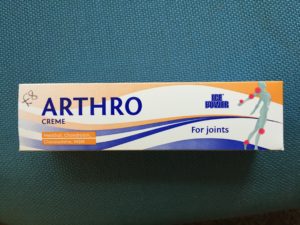 ARTHRO
CREME
Menthol, Chondroitin,
Glucosamine, MSM
ICE
POWER
For joints